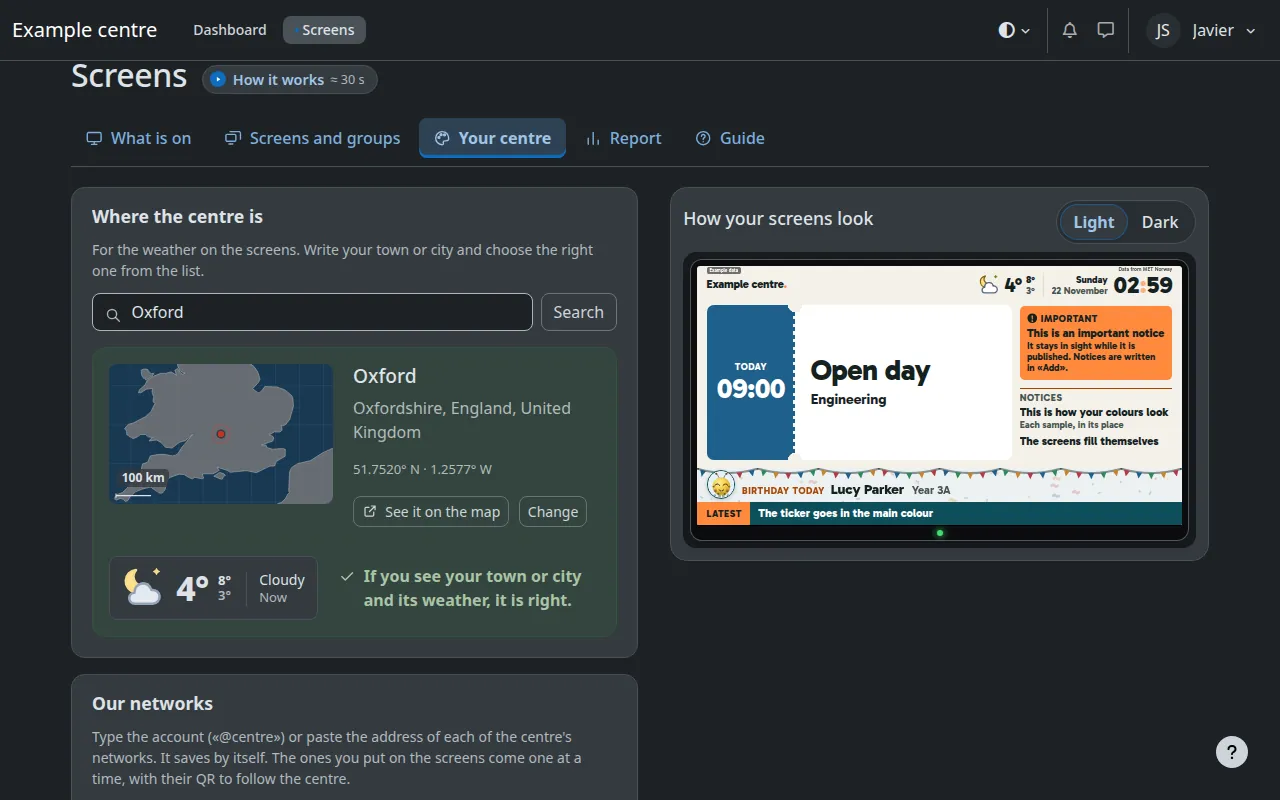 Example centre
Dashboard
Screens
JS
Javier
Screens
How it works ≈ 30 s
What is on
Screens and groups
Your centre
Report
Guide
Where the centre is
For the weather on the screens. Write your town or city and choose the right
one from the list.
Oxford
Search
100 km
Oxford
Oxfordshire, England, United
Kingdom
51.7520° N · 1.2577° W
See it on the map
Change
4°
8°
3°
Cloudy
Now
If you see your town or city
and its weather, it is right.
Our networks
Type the account («@centre») or paste the address of each of the centre's
networks. It saves by itself. The ones you put on the screens come one at a
time, with their QR to follow the centre.
How your screens look
Light
Dark
Example data
Data from MET Norway
Example centre.
4°
8°
3°
Sunday
22 November
02:59
TODAY
09:00
Open day
Engineering
IMPORTANT
This is an important notice
It stays in sight while it is
published. Notices are written
in «Add».
NOTICES
This is how your colours look
Each sample, in its place
The screens fill themselves
BIRTHDAY TODAY Lucy Parker Year 3A
LATEST
The ticker goes in the main colour
?